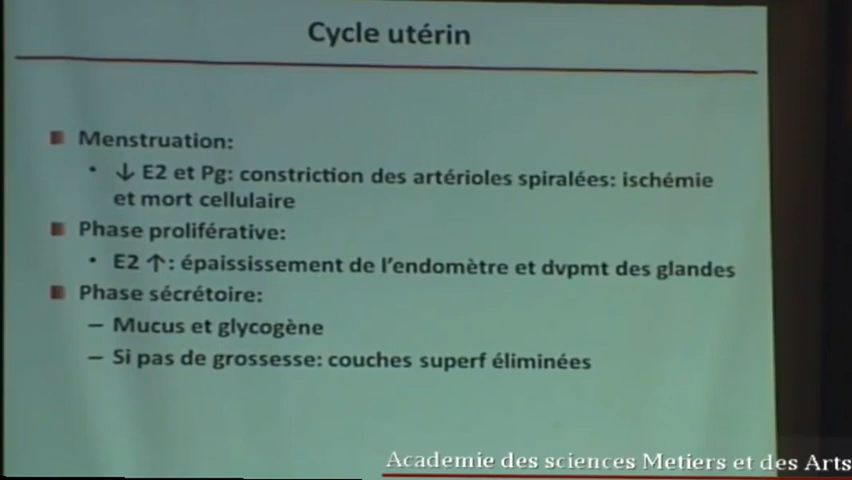 Cycle utérin
Menstruation:
• ↓ E2 et Pg: constriction des artérioles spiralées: ischémie
et mort cellulaire
Phase proliférative:
• E2 ↑: épaississement de l'endomètre et dvpmt des glandes
Phase sécrétoire:
– Mucus et glycogène
– Si pas de grossesse: couches superf éliminées
Academie des sciences Metiers et des Arts